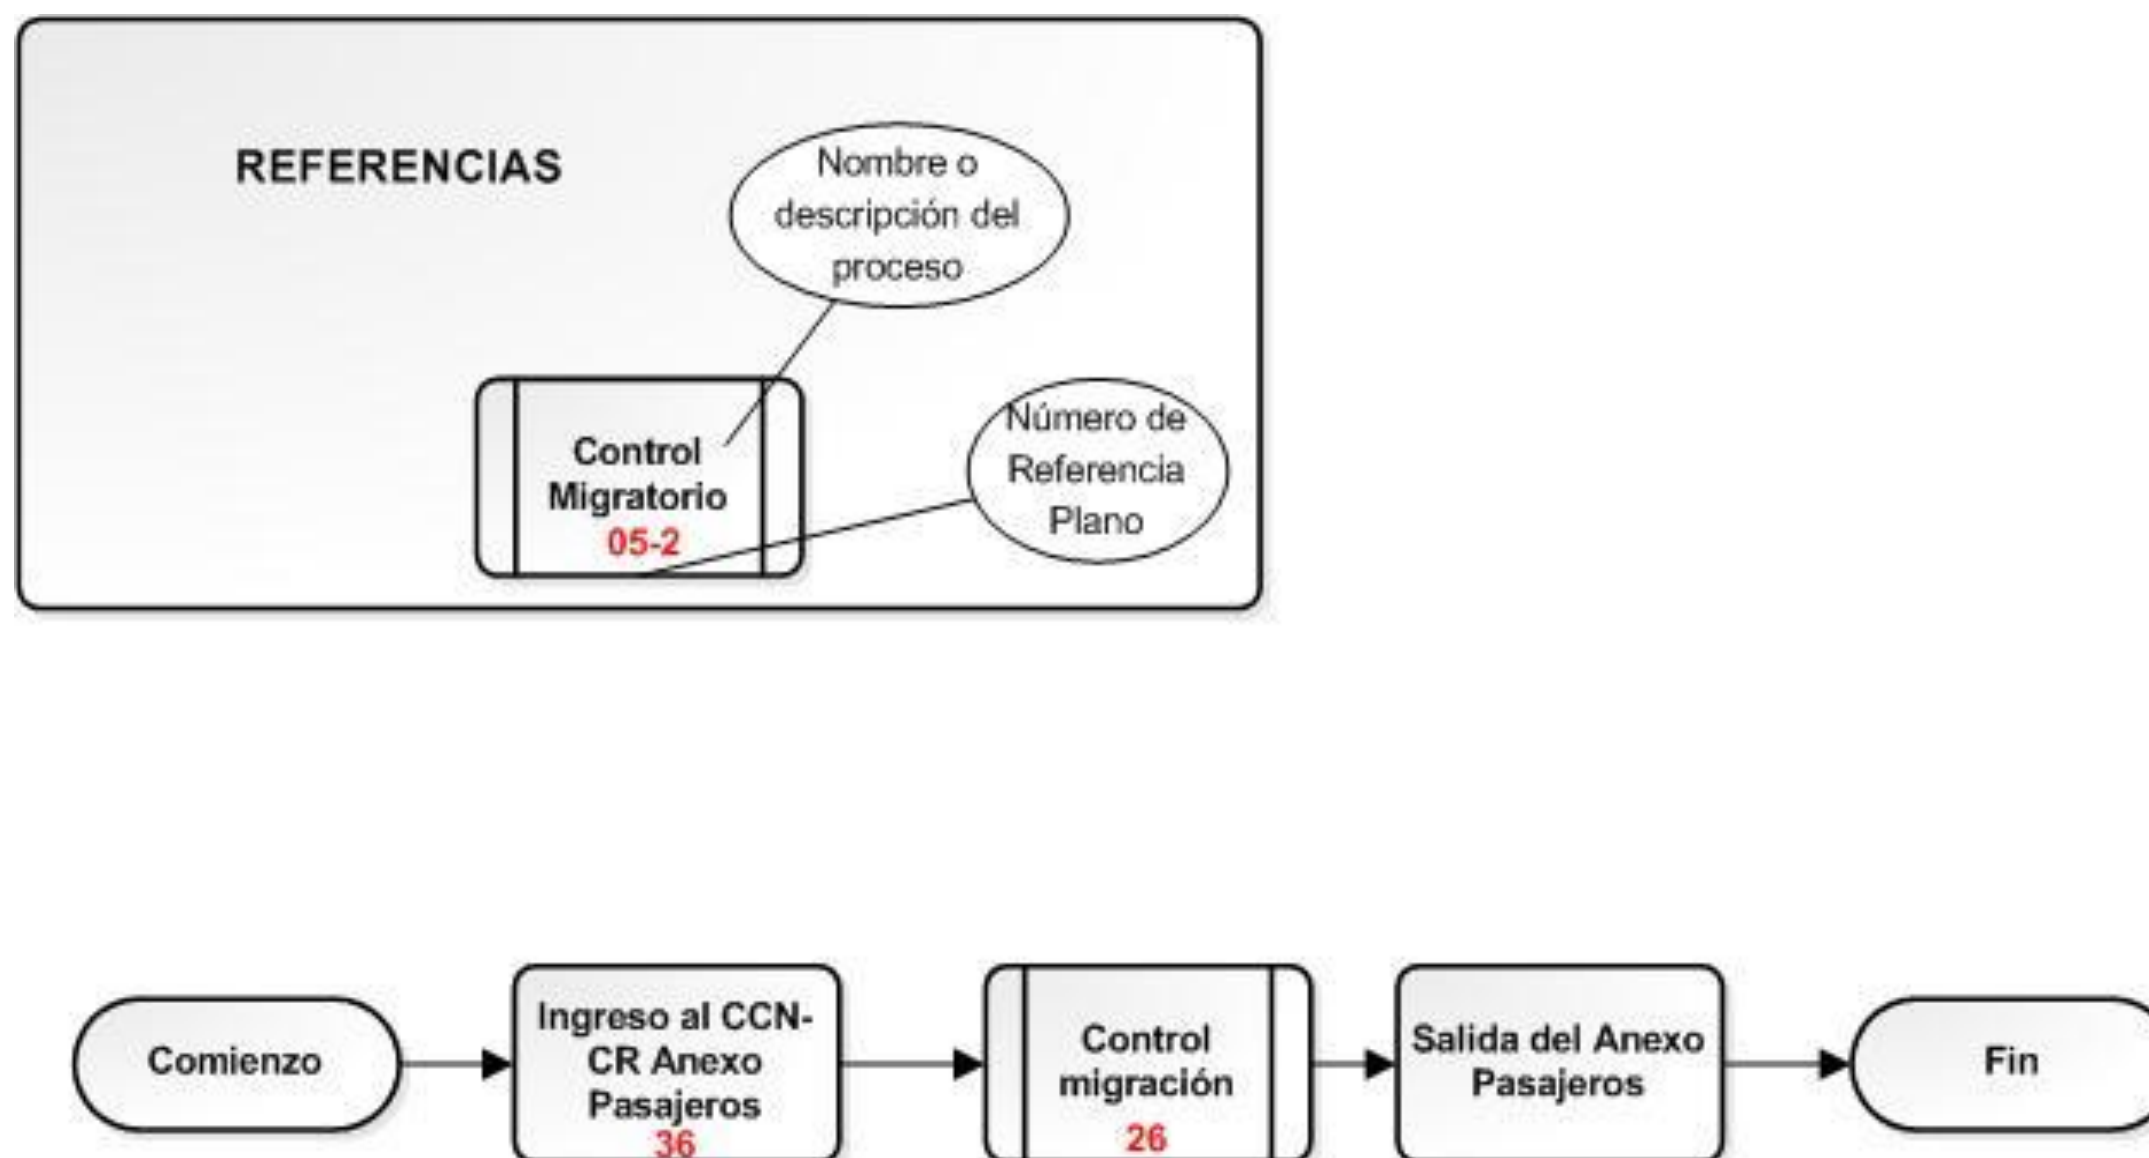 REFERENCIAS
Nombre o
descripción del
proceso
Número de
Referencia
Plano
Control
Migratorio
05-2
Comienzo
Ingreso al CCN-
CR Anexo
Pasajeros
36
Control
migración
26
Salida del Anexo
Pasajeros
Fin